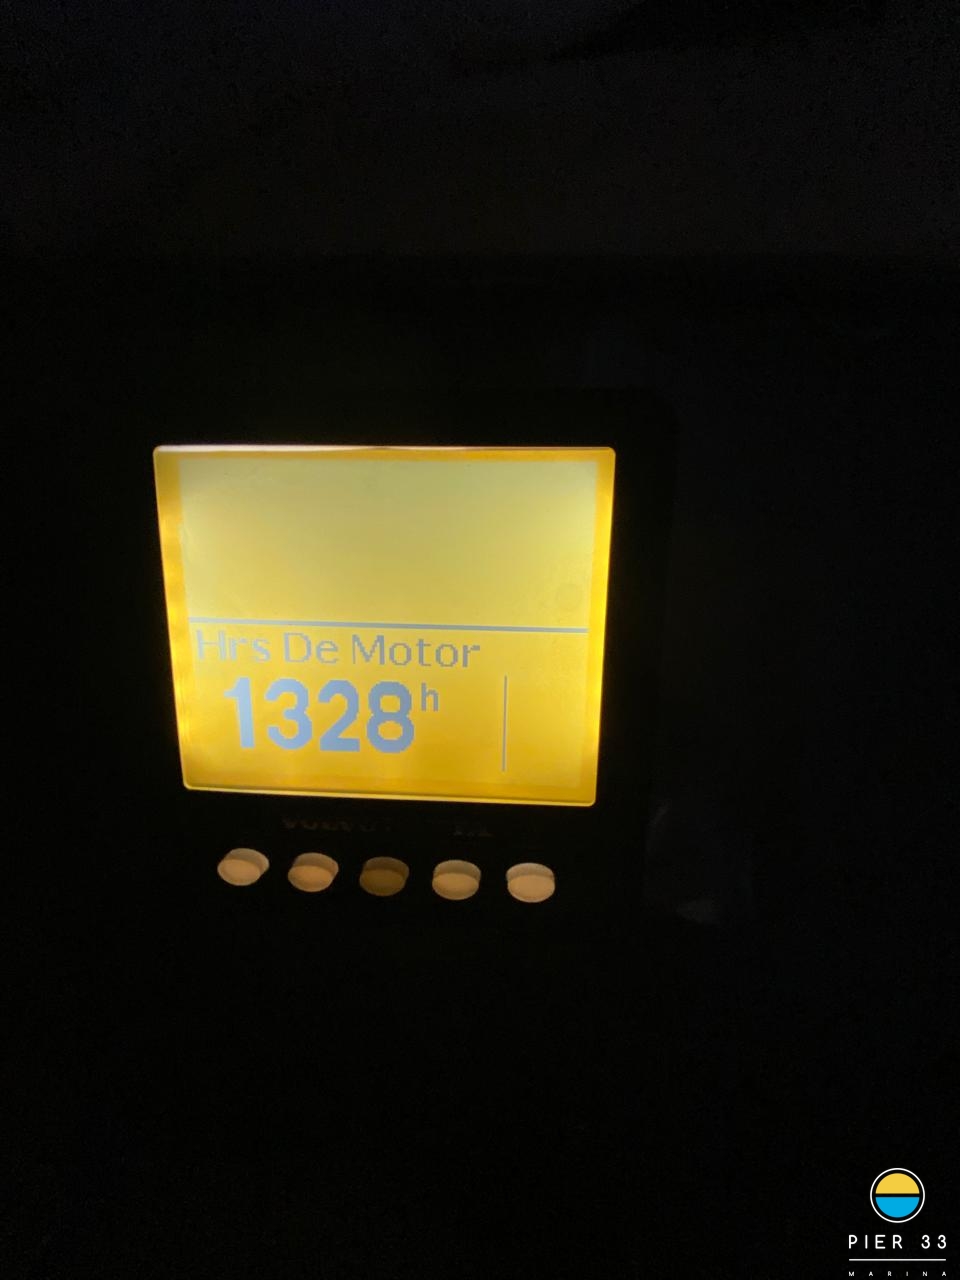 Hrs De Motor
1328h
PIER 33
MARINA